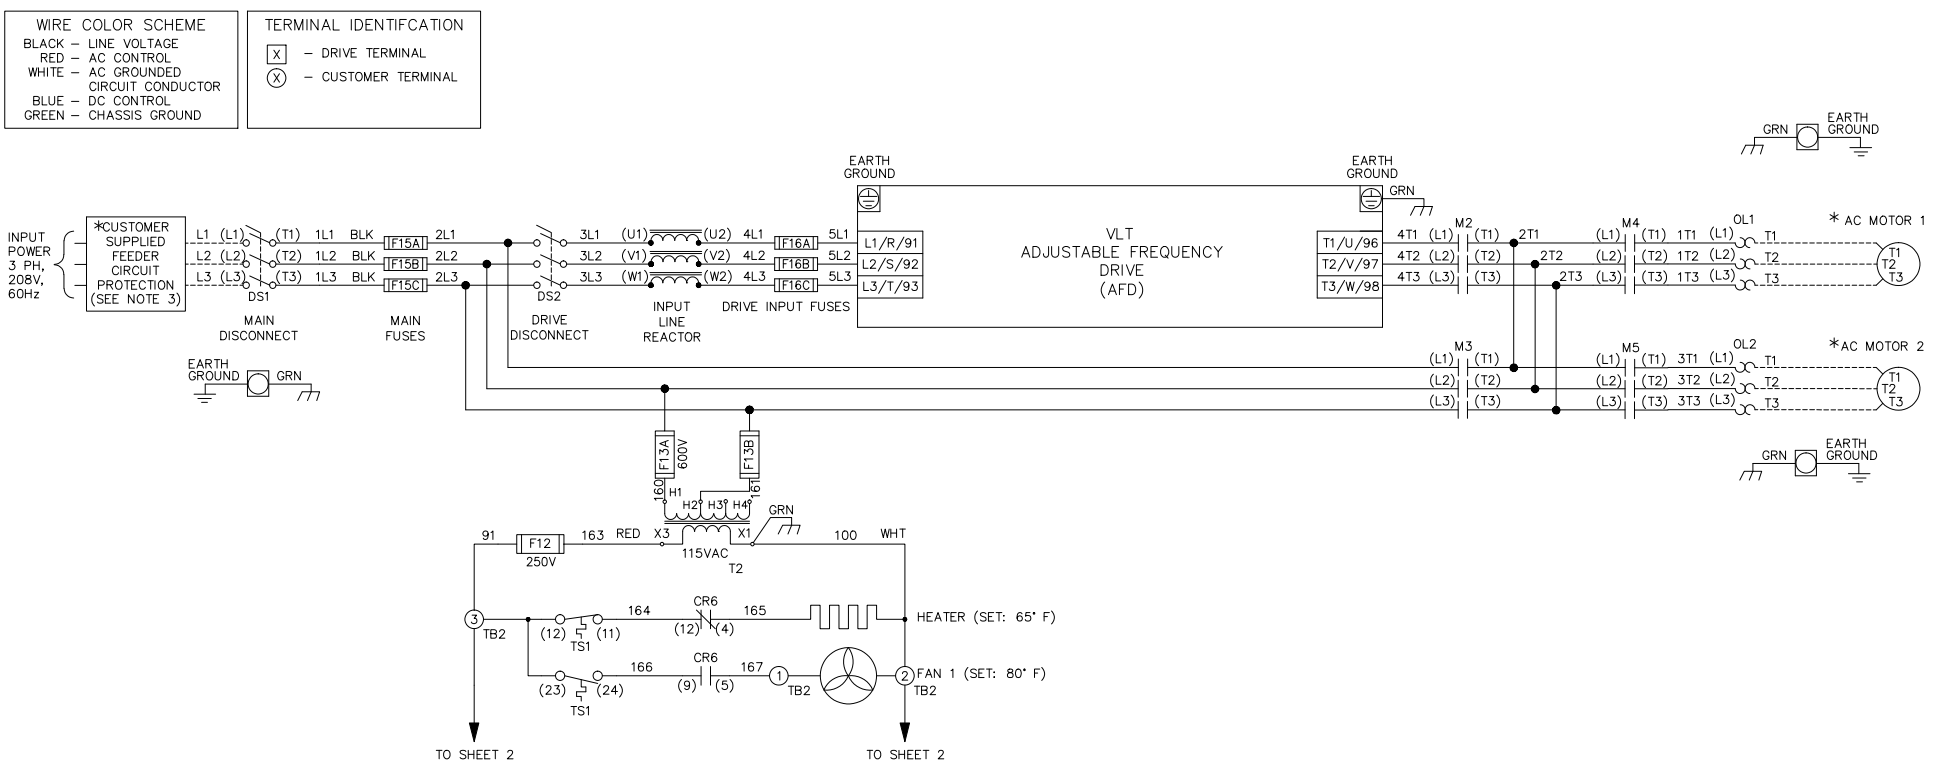 WIRE COLOR SCHEME
BLACK – LINE VOLTAGE
RED – AC CONTROL
WHITE – AC GROUNDED
CIRCUIT CONDUCTOR
BLUE – DC CONTROL
GREEN – CHASSIS GROUND
TERMINAL IDENTIFCATION
X – DRIVE TERMINAL
X – CUSTOMER TERMINAL
INPUT
POWER
3 PH,
208V,
60Hz
*CUSTOMER
SUPPLIED
FEEDER
CIRCUIT
PROTECTION
(SEE NOTE 3)
L1 (L1) (T1) 1L1 BLK F15A 2L1 3L1 (U1) (U2) 4L1 F16A 5L1 L1/R/91
L2 (L2) (T2) 1L2 BLK F15B 2L2 3L2 (V1) (V2) 4L2 F16B 5L2 L2/S/92
L3 (L3) (T3) 1L3 BLK F15C 2L3 3L3 (W1) (W2) 4L3 F16C 5L3 L3/T/93
DS1
MAIN
DISCONNECT
MAIN
FUSES
DS2
DRIVE
DISCONNECT
INPUT
LINE
REACTOR
DRIVE INPUT FUSES
EARTH
GROUND
GRN
EARTH
GROUND
VLT
ADJUSTABLE FREQUENCY
DRIVE
(AFD)
EARTH
GROUND
GRN
GRN
EARTH
GROUND
M2
M4
OL1
* AC MOTOR 1
T1/U/96 4T1 (L1) (T1) 2T1 (L1) (T1) 1T1 (L1) T1
T2/V/97 4T2 (L2) (T2) 2T2 (L2) (T2) 1T2 (L2) T2
T3/W/98 4T3 (L3) (T3) 2T3 (L3) (T3) 1T3 (L3) T3
T1
T2
T3
M3
M5
OL2
*AC MOTOR 2
(L1) (T1) (L1) (T1) 3T1 (L1) T1
(L2) (T2) (L2) (T2) 3T2 (L2) T2
(L3) (T3) (L3) (T3) 3T3 (L3) T3
T1
T2
T3
GRN
EARTH
GROUND
F13A
600V
F13B
160
161
H1
H2 H3 H4
GRN
91 F12 163 RED X3 X1 100 WHT
250V
115VAC
T2
3
TB2
(12) (11)
TS1
164
CR6
(12) (4)
165
HEATER (SET: 65° F)
(23) (24)
TS1
166
CR6
(9) (5)
167
1
TB2
2
TB2
FAN 1 (SET: 80° F)
TO SHEET 2
TO SHEET 2